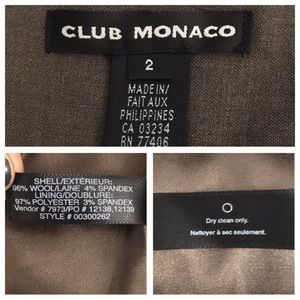 CLUB MONACO
2
MADE IN/
FAIT AUX
PHILIPPINES
CA 03234
RN 77406
SHELL/EXTÉRIEUR:
96% WOOL/LAINE 4% SPANDEX
LINING/DOUBLURE:
97% POLYESTER 3% SPANDEX
Vendor # 7973/PO # 12138,12139
STYLE # 00300262
Dry clean only.
Nettoyer à sec seulement.